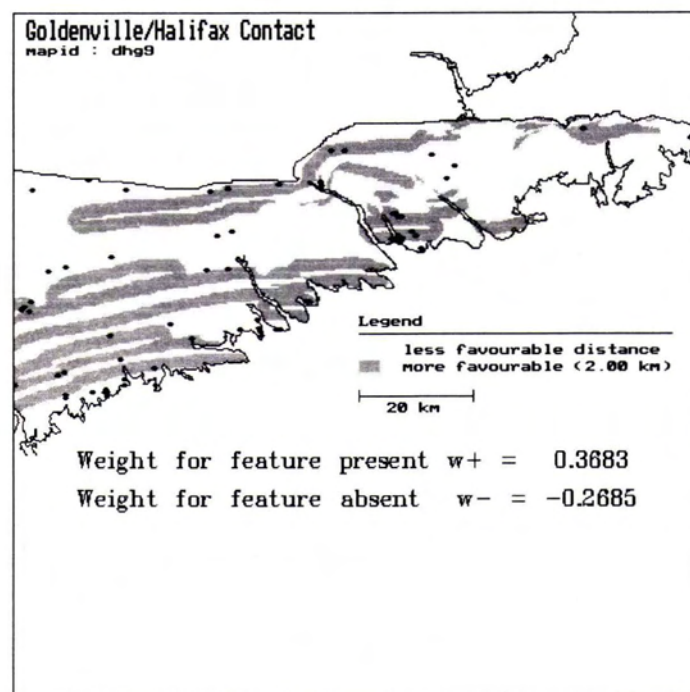 Goldenville/Halifax Contact
mapid : dhg9
Legend
less favourable distance
more favourable (2.00 km)
20 km
Weight for feature present w+ = 0.3683
Weight for feature absent w- = -0.2685